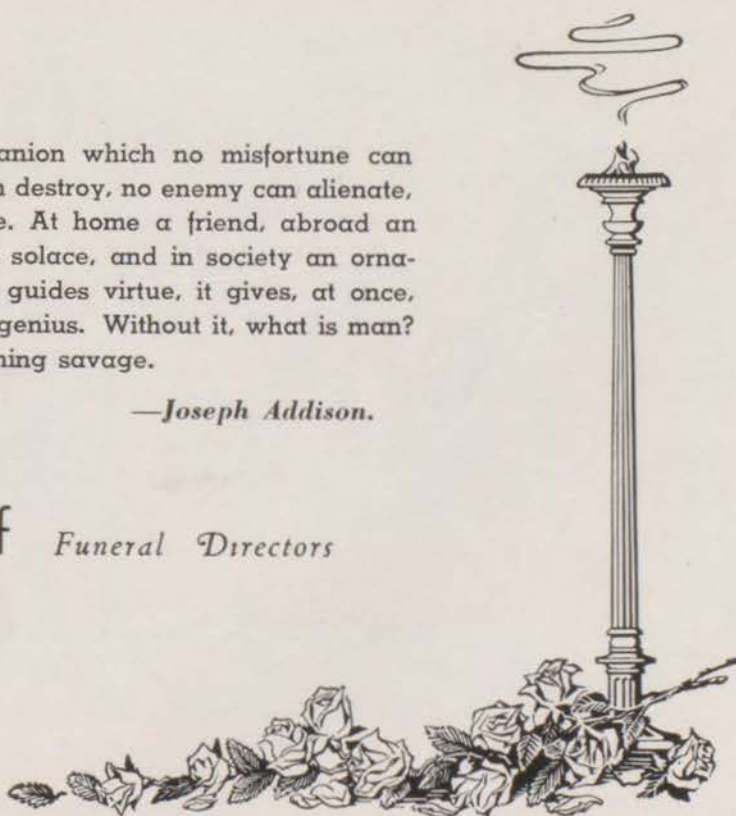 anion which no misfortune can
n destroy, no enemy can alienate,
e. At home a friend, abroad an
solace, and in society an orna-
guides virtue, it gives, at once,
genius. Without it, what is man?
ning savage.
—Joseph Addison.
f Funeral Directors